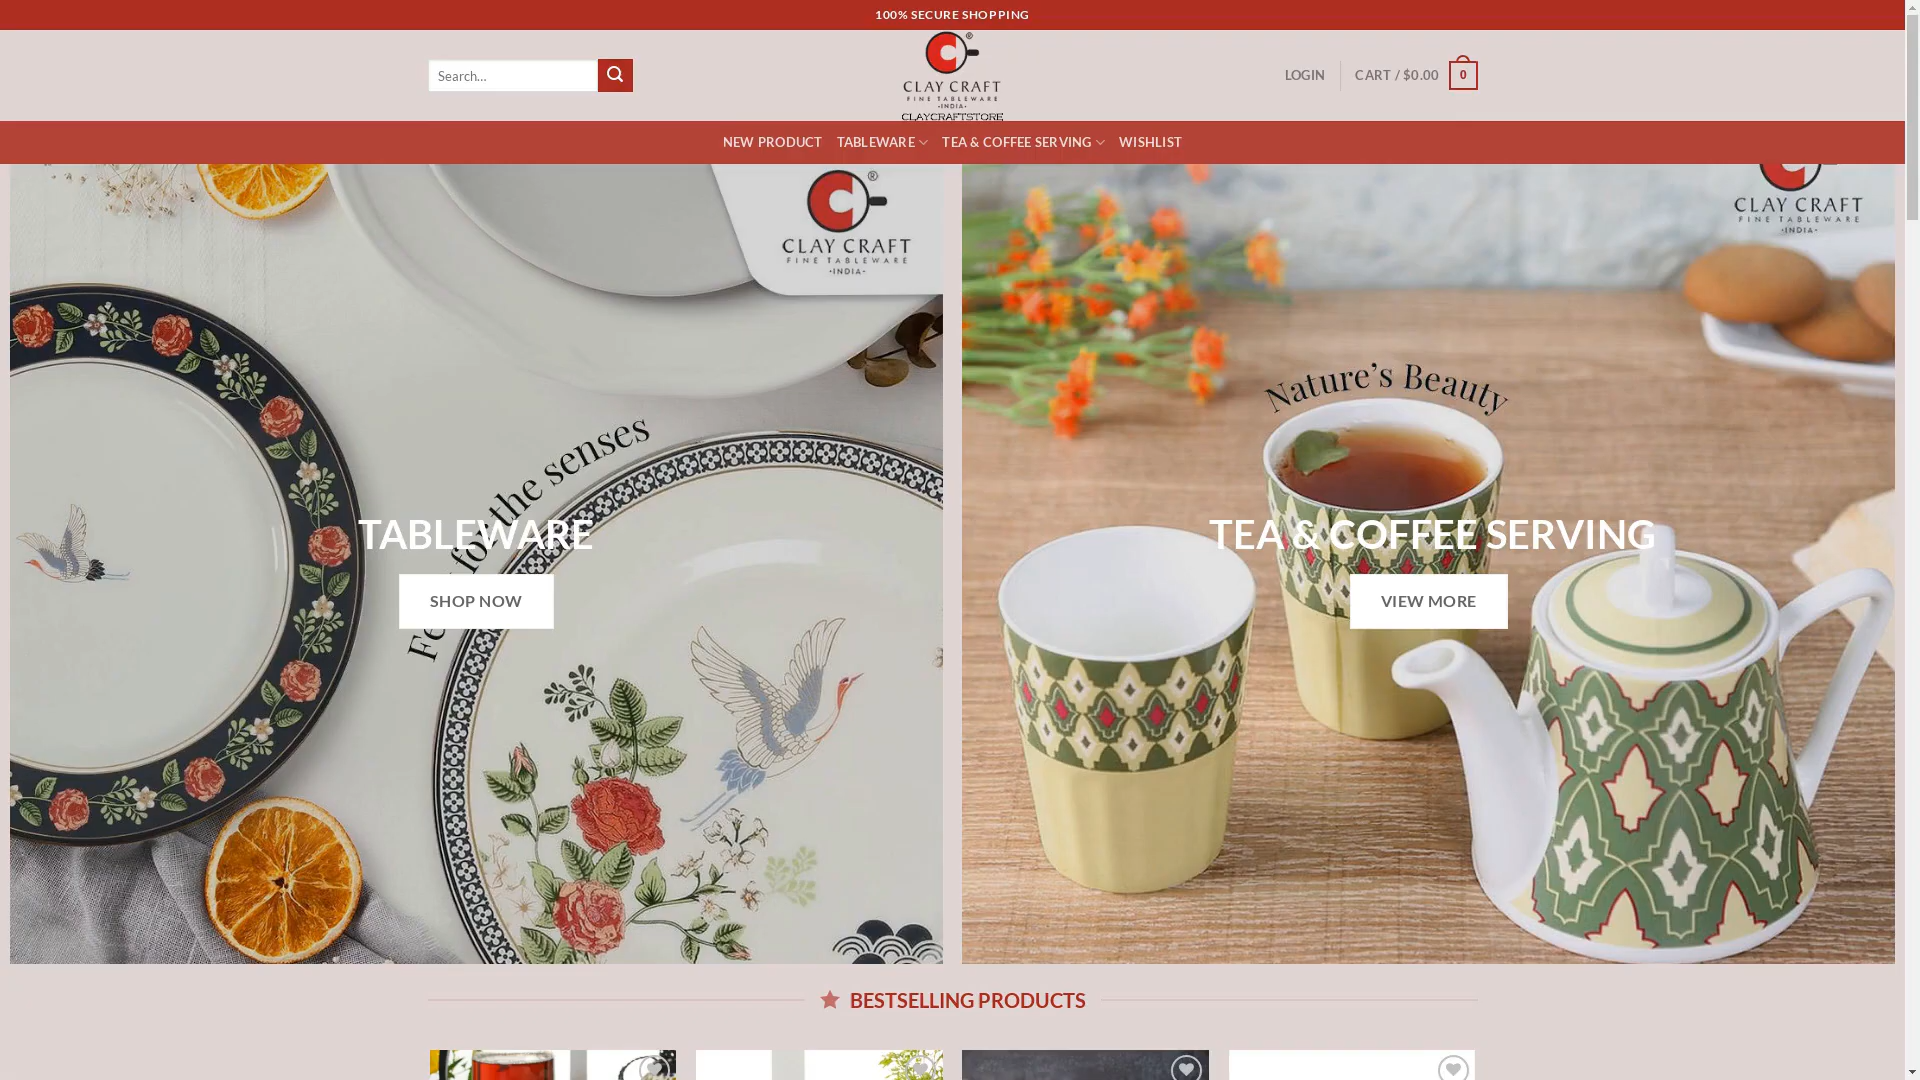 100% SECURE SHOPPING
Search...
CLAY CRAFT
FINE TABLEWARE
·INDIA·
CLAYCRAFTSTORE
LOGIN
CART / $0.00
0
NEW PRODUCT
TABLEWARE
TEA & COFFEE SERVING
WISHLIST
CLAY CRAFT
FINE TABLEWARE
·INDIA·
CLAY CRAFT
FINE TABLEWARE
·INDIA·
Nature's Beauty
the senses
TABLEWARE
SHOP NOW
TEA & COFFEE SERVING
VIEW MORE
BESTSELLING PRODUCTS